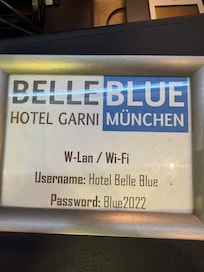 BELLE BLUE
HOTEL GARNI MÜNCHEN
W-Lan / Wi-Fi
Username: Hotel Belle Blue
Password: Blue2022